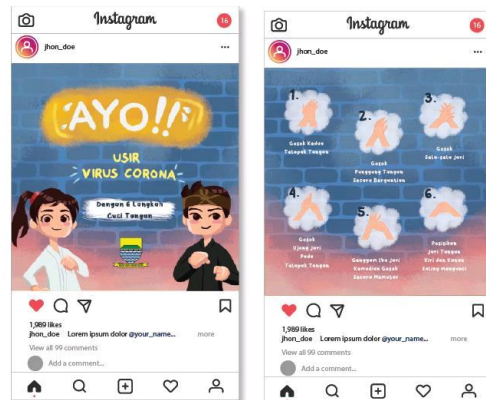 Instagram
16
jhon_doe
AYO!!
USIR
VIRUS CORONA
Dengan 6 Langkah
Cuci Tangan
1,989 likes
jhon_doe Lorem ipsum dolor @your_name... more
View all 99 comments
Add a comment...
Instagram
16
jhon_doe
1.
Gosok Kedua
Telapak Tangan
2.
Gosok
Punggung Tangan
Secara Bergantian
3.
Gosok
Sela-sela Jari
4.
Gosok
Ujung Jari
Pada
Telapak Tangan
5.
Genggam Ibu Jari
Kemudian Gosok
Secara Memutar
6.
Jari Tangan
Kiri dan Kanan
Saling Mengunci
1,989 likes
jhon_doe Lorem ipsum dolor @your_name... more
View all 99 comments
Add a comment...